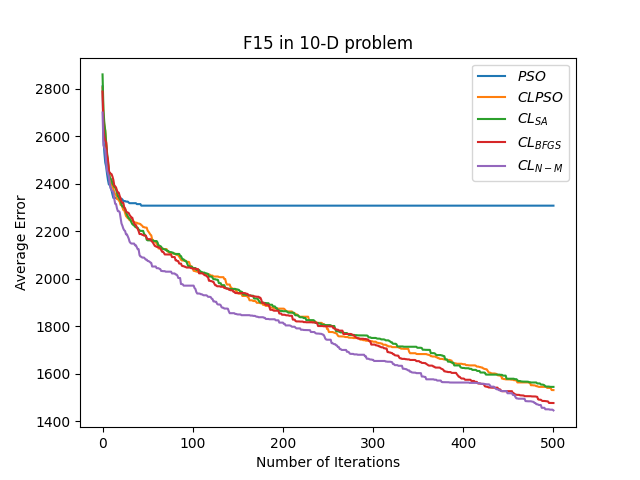 F15 in 10-D problem
PSO
CLPSO
CL_SA
CL_BFGS
CL_N−M
Average Error
2800
2600
2400
2200
2000
1800
1600
1400
0 100 200 300 400 500
Number of Iterations